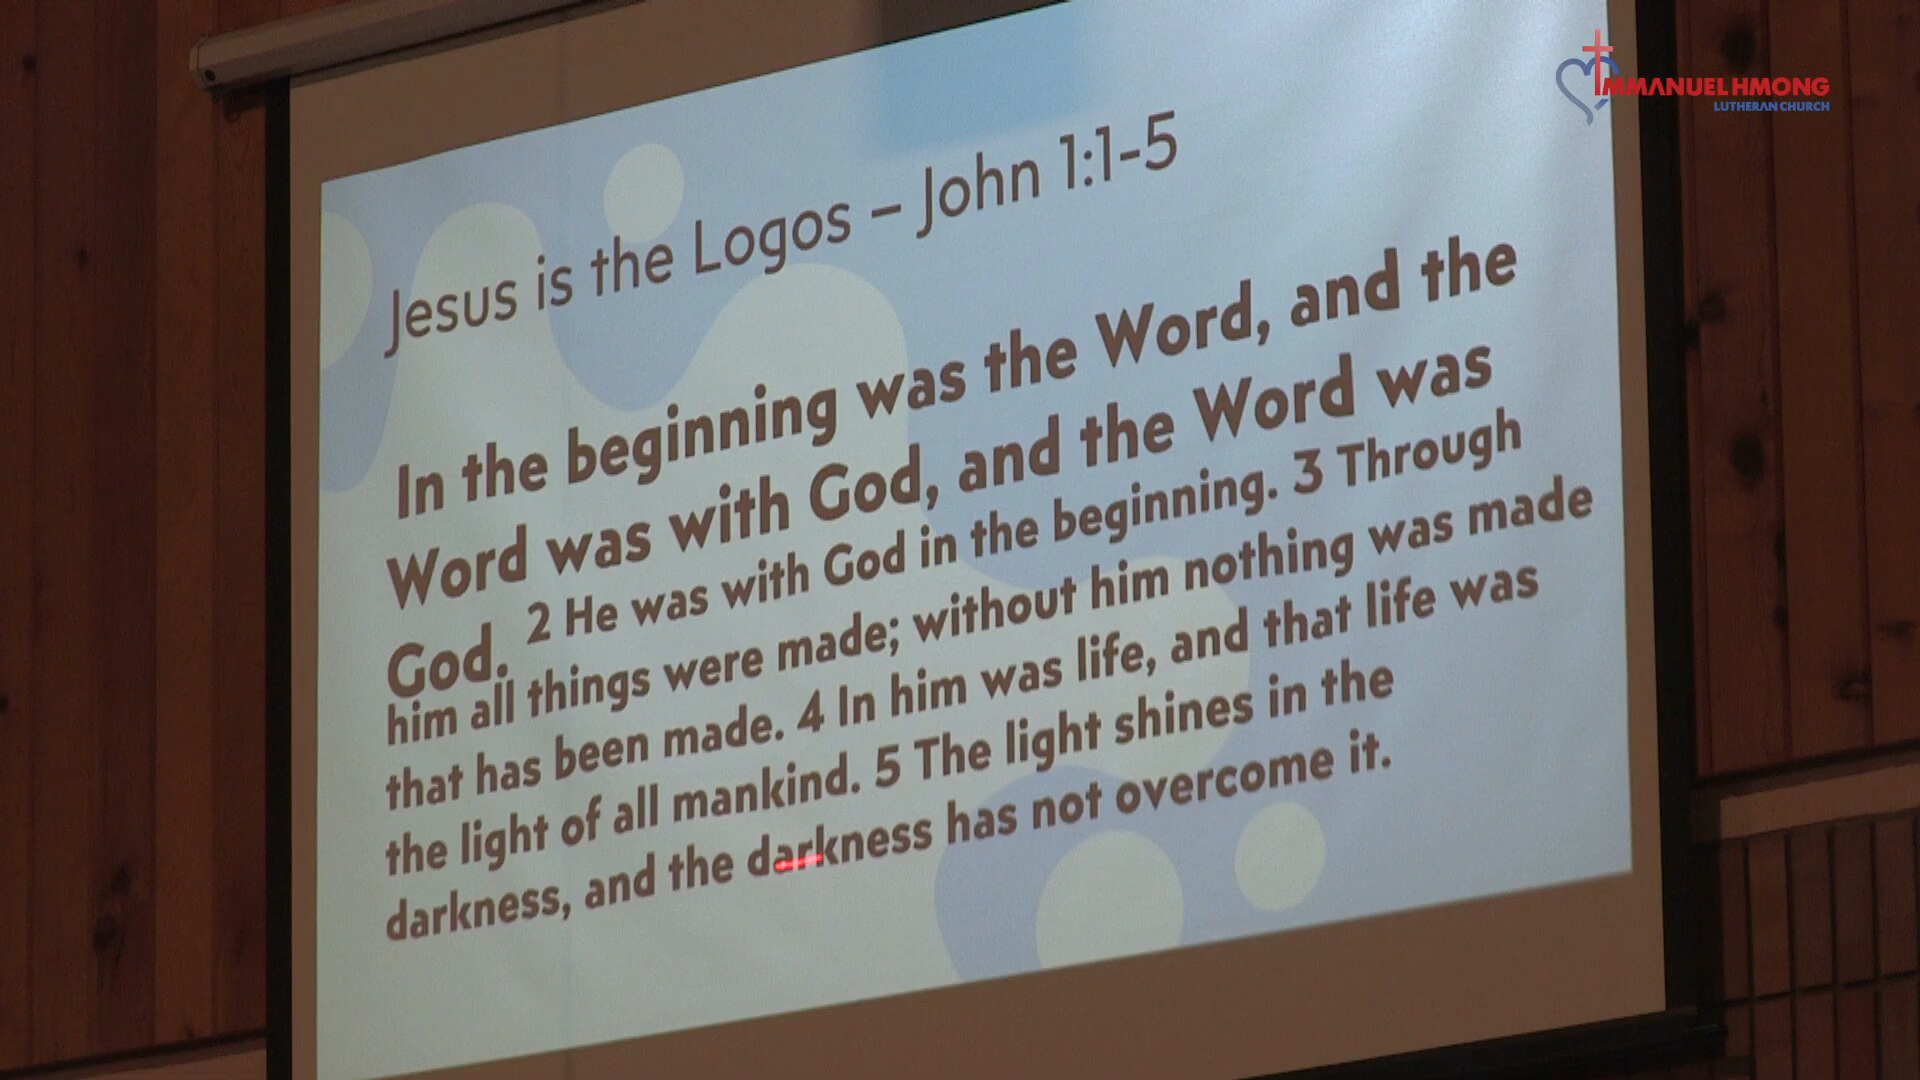 IMMANUEL HMONG
LUTHERAN CHURCH
Jesus is the Logos – John 1:1-5
In the beginning was the Word, and the
Word was with God, and the Word was
God. 2 He was with God in the beginning. 3 Through
him all things were made; without him nothing was made
that has been made. 4 In him was life, and that life was
the light of all mankind. 5 The light shines in the
darkness, and the darkness has not overcome it.